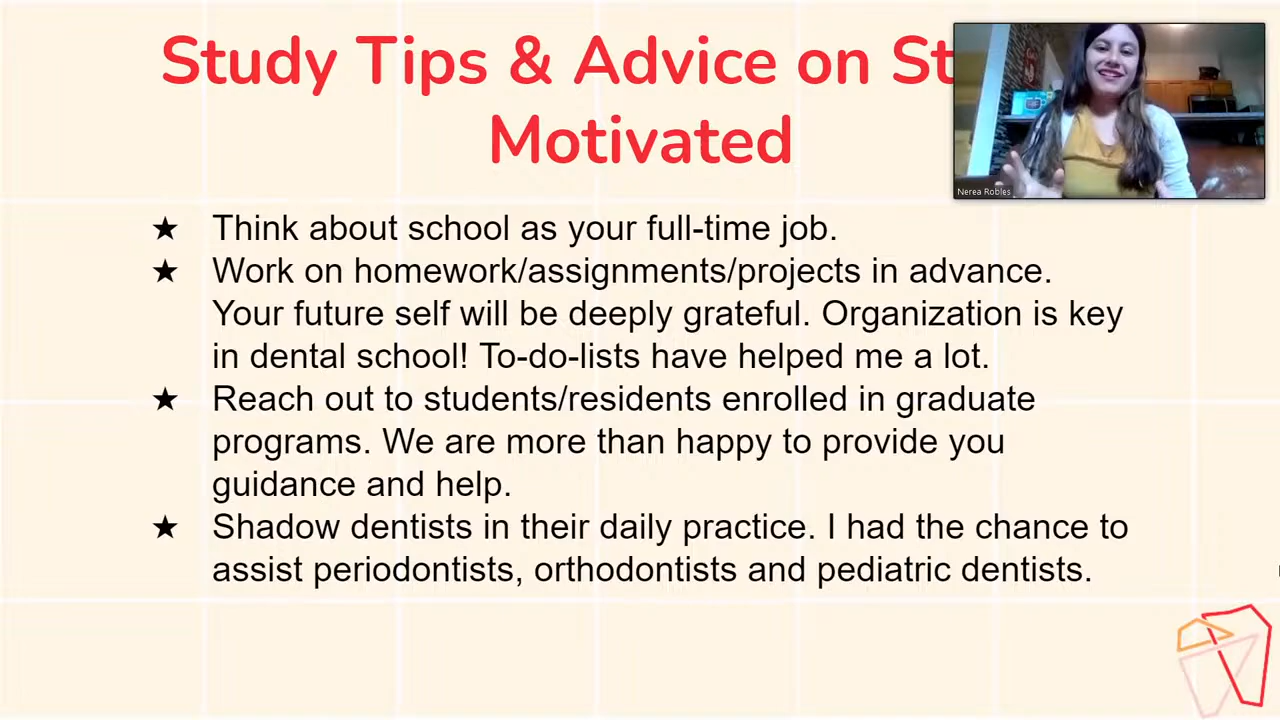 Study Tips & Advice on St
Motivated
Nerea Robles
★ Think about school as your full-time job.
★ Work on homework/assignments/projects in advance.
Your future self will be deeply grateful. Organization is key
in dental school! To-do-lists have helped me a lot.
★ Reach out to students/residents enrolled in graduate
programs. We are more than happy to provide you
guidance and help.
★ Shadow dentists in their daily practice. I had the chance to
assist periodontists, orthodontists and pediatric dentists.